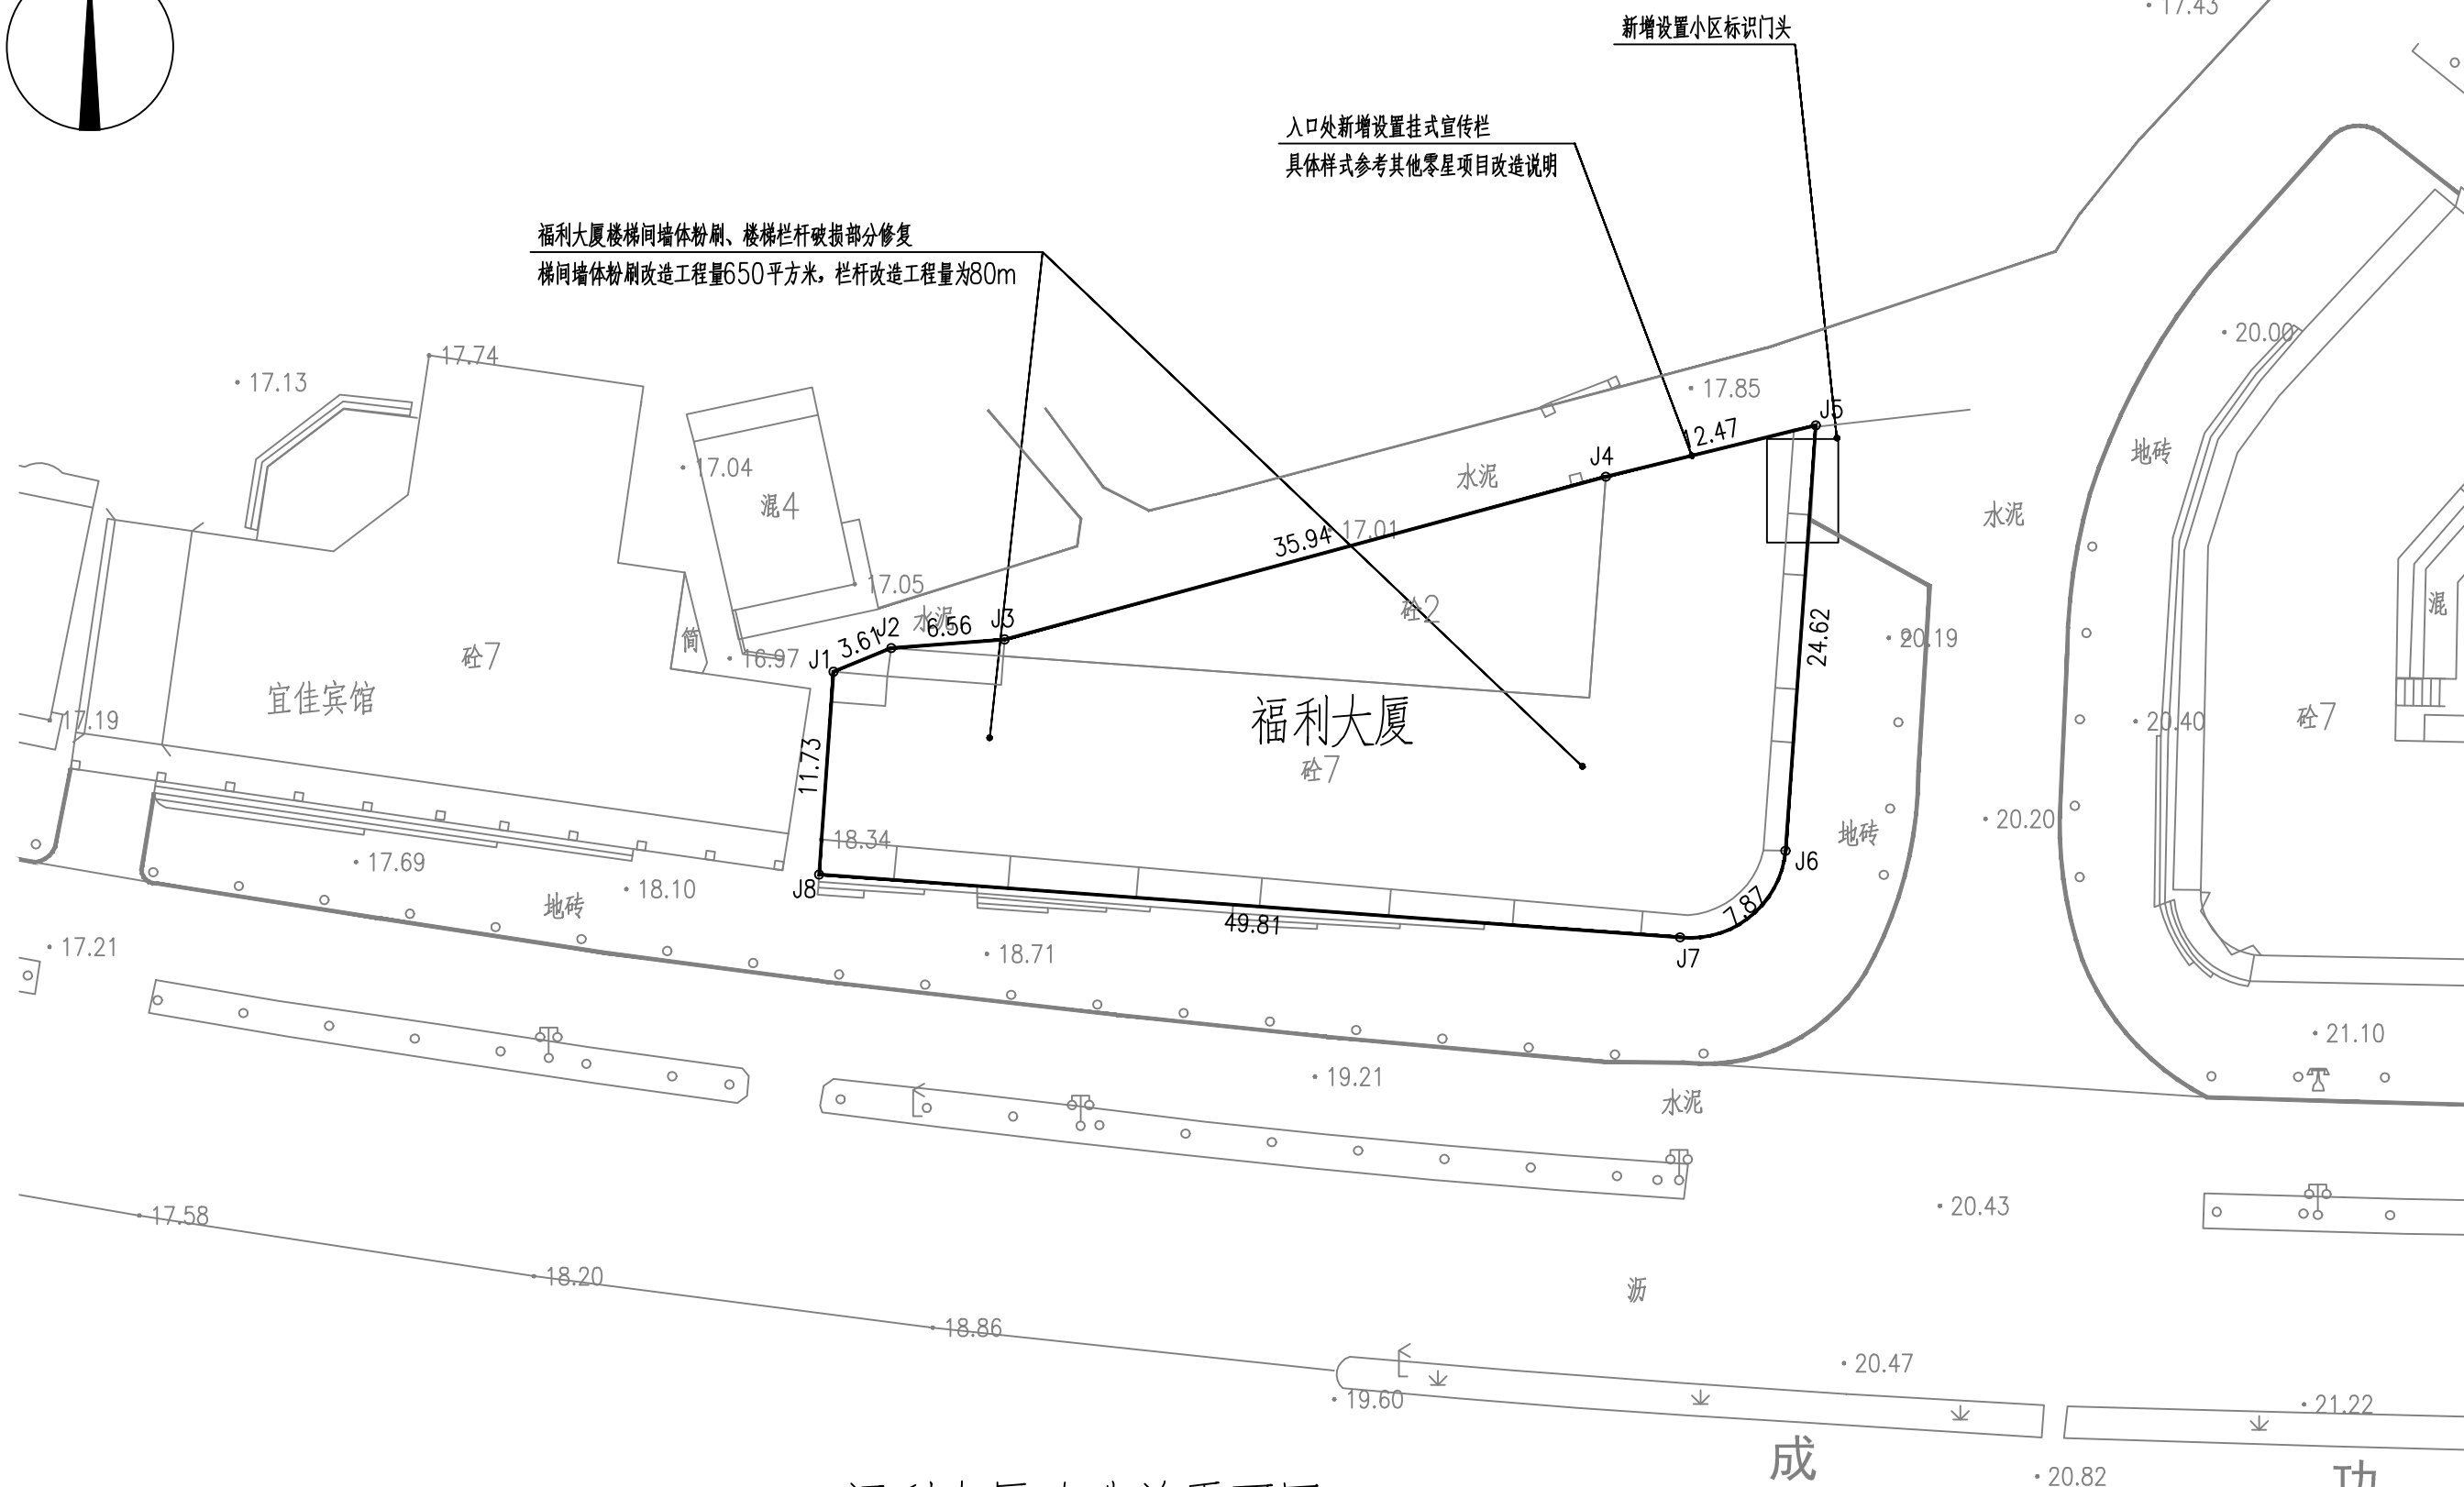 17.43
新增设置小区标识门头
入口处新增设置挂式宣传栏
具体样式参考其他零星项目改造说明
福利大厦楼梯间墙体粉刷、楼梯栏杆破损部分修复
梯间墙体粉刷改造工程量650平方米，栏杆改造工程量为80m
20.00
17.74
17.13
17.85
J5
12.47
地砖
17.04
J4
水泥
混4
水泥
35.94
17.01
17.05
砼2
混
水泥
J3
J2
6.56
3.61
24.62
20.19
简
砼7
16.97
J1
宜佳宾馆
福利大厦
17.19
20.40
砼7
11.73
砼7
20.20
地砖
18.34
17.69
J6
J8
18.10
地砖
7.87
49.81
17.21
18.71
J7
21.10
19.21
水泥
17.58
20.43
18.20
沥
18.86
20.47
19.60
21.22
成
20.82